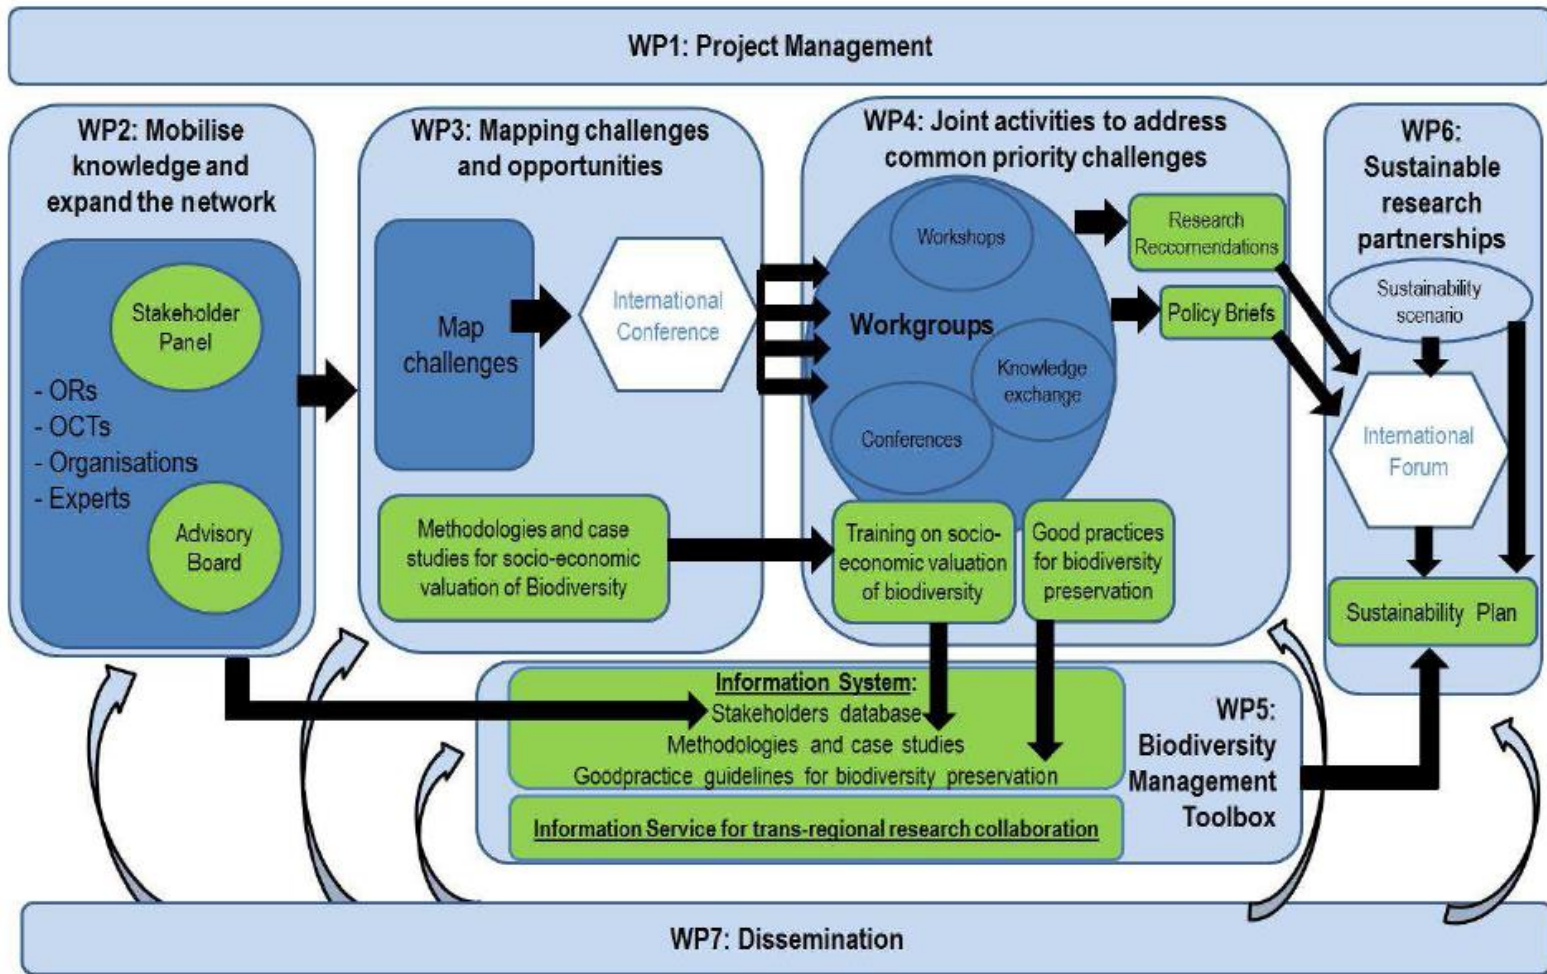 WP1: Project Management
WP2: Mobilise
knowledge and
expand the network
Stakeholder
Panel
- ORs
- OCTs
- Organisations
- Experts
Advisory
Board
WP3: Mapping challenges
and opportunities
Map
challenges
International
Conference
Methodologies and case
studies for socio-economic
valuation of Biodiversity
WP4: Joint activities to address
common priority challenges
Workshops
Workgroups
Knowledge
exchange
Conferences
Research
Reccomendations
Policy Briefs
Training on socio-
economic valuation
of biodiversity
Good practices
for biodiversity
preservation
WP6:
Sustainable
research
partnerships
Sustainability
scenario
International
Forum
Sustainability Plan
Information System:
Stakeholders database
Methodologies and case studies
Goodpractice guidelines for biodiversity preservation
Information Service for trans-regional research collaboration
WP5:
Biodiversity
Management
Toolbox
WP7: Dissemination